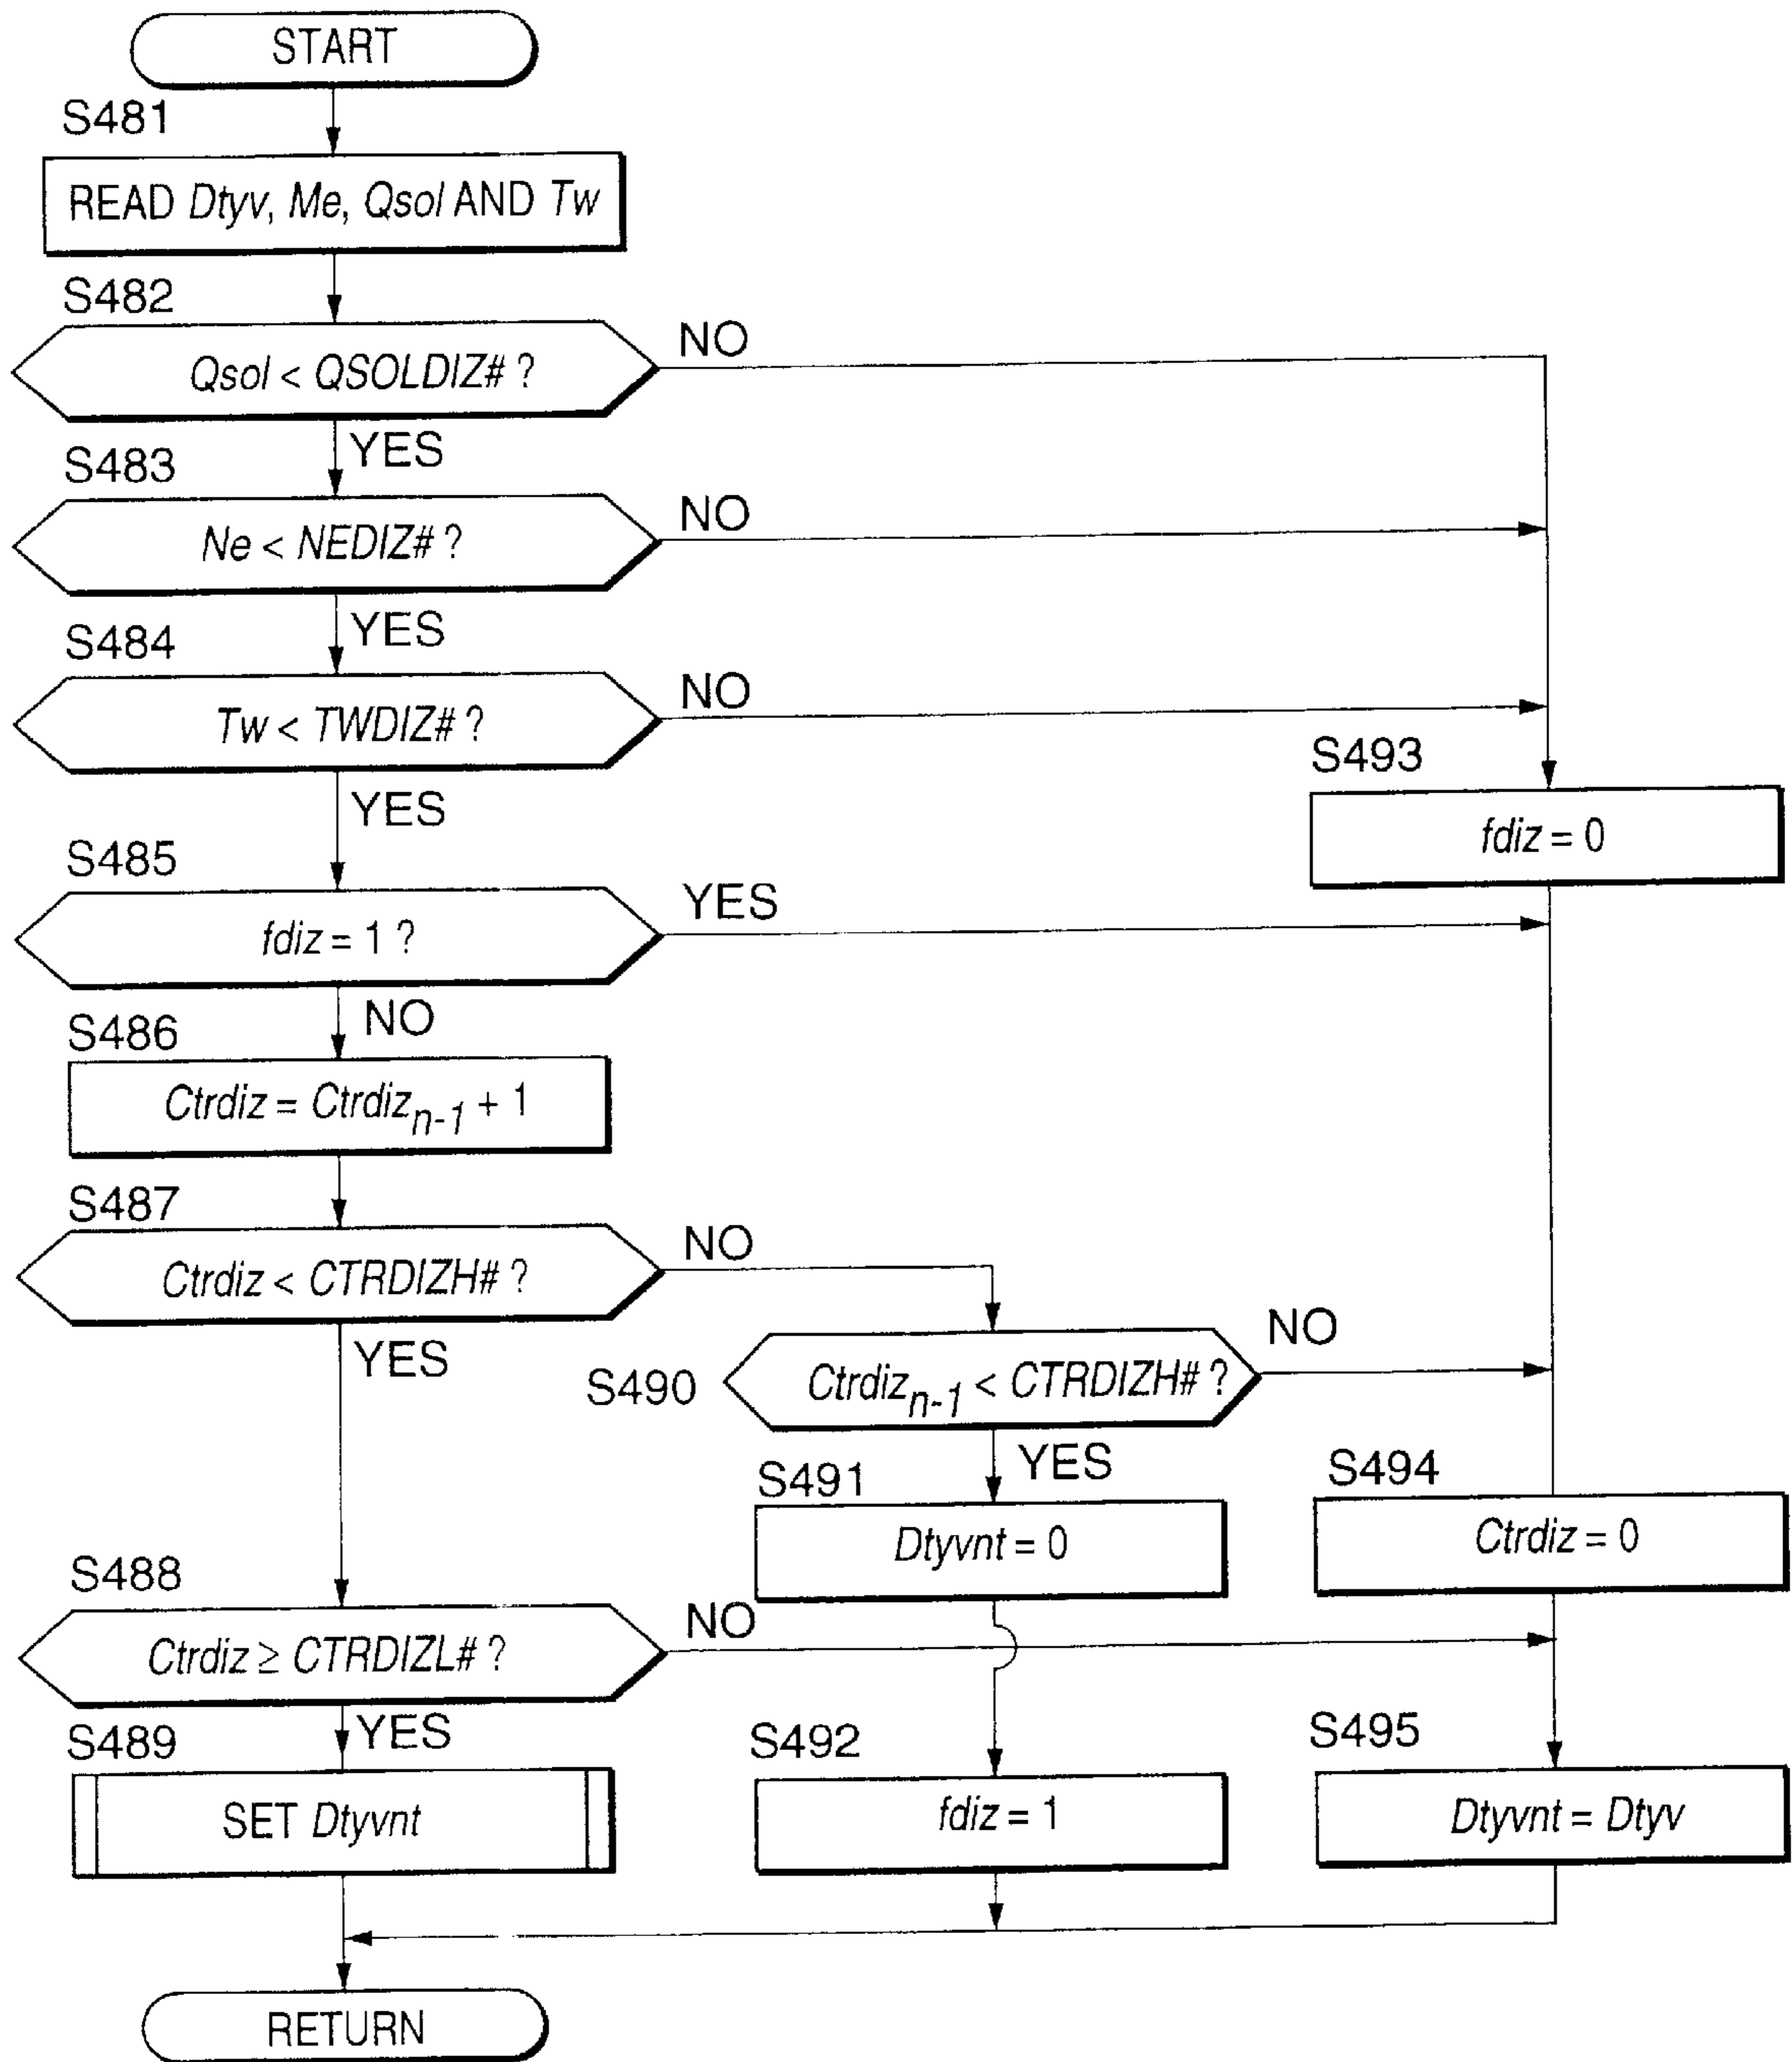 START
S481
READ Dtyv, Me, Qsol AND Tw
S482
Qsol < QSOLDIZ# ?
NO
YES
S483
Ne < NEDIZ# ?
NO
YES
S484
Tw < TWDIZ# ?
NO
YES
S493
fdiz = 0
S485
fdiz = 1 ?
YES
NO
S486
Ctrdiz = Ctrdiz n-1 + 1
S487
Ctrdiz < CTRDIZH# ?
NO
YES
S490
Ctrdiz n-1 < CTRDIZH# ?
NO
YES
S491
Dtyvnt = 0
S494
Ctrdiz = 0
S488
Ctrdiz ≥ CTRDIZL# ?
NO
YES
S489
SET Dtyvnt
S492
fdiz = 1
S495
Dtyvnt = Dtyv
RETURN